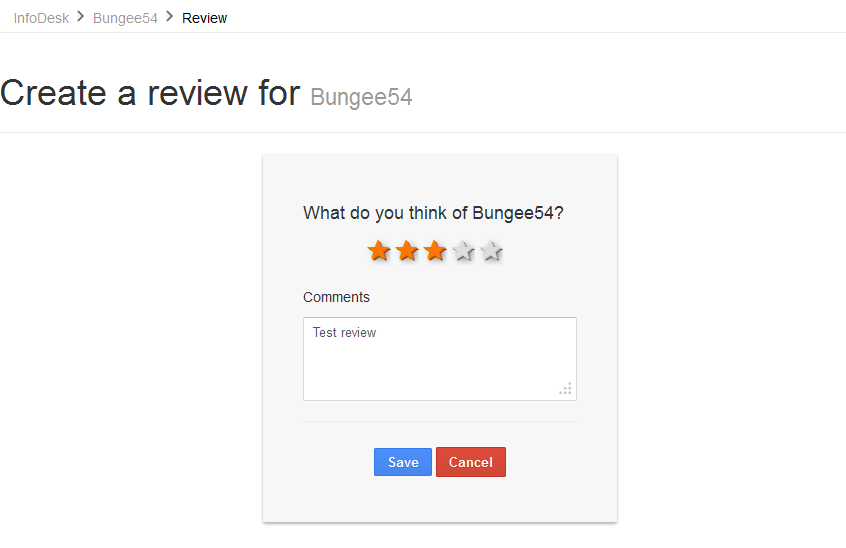 InfoDesk > Bungee54 > Review
Create a review for Bungee54
What do you think of Bungee54?
Comments
Test review
Save Cancel